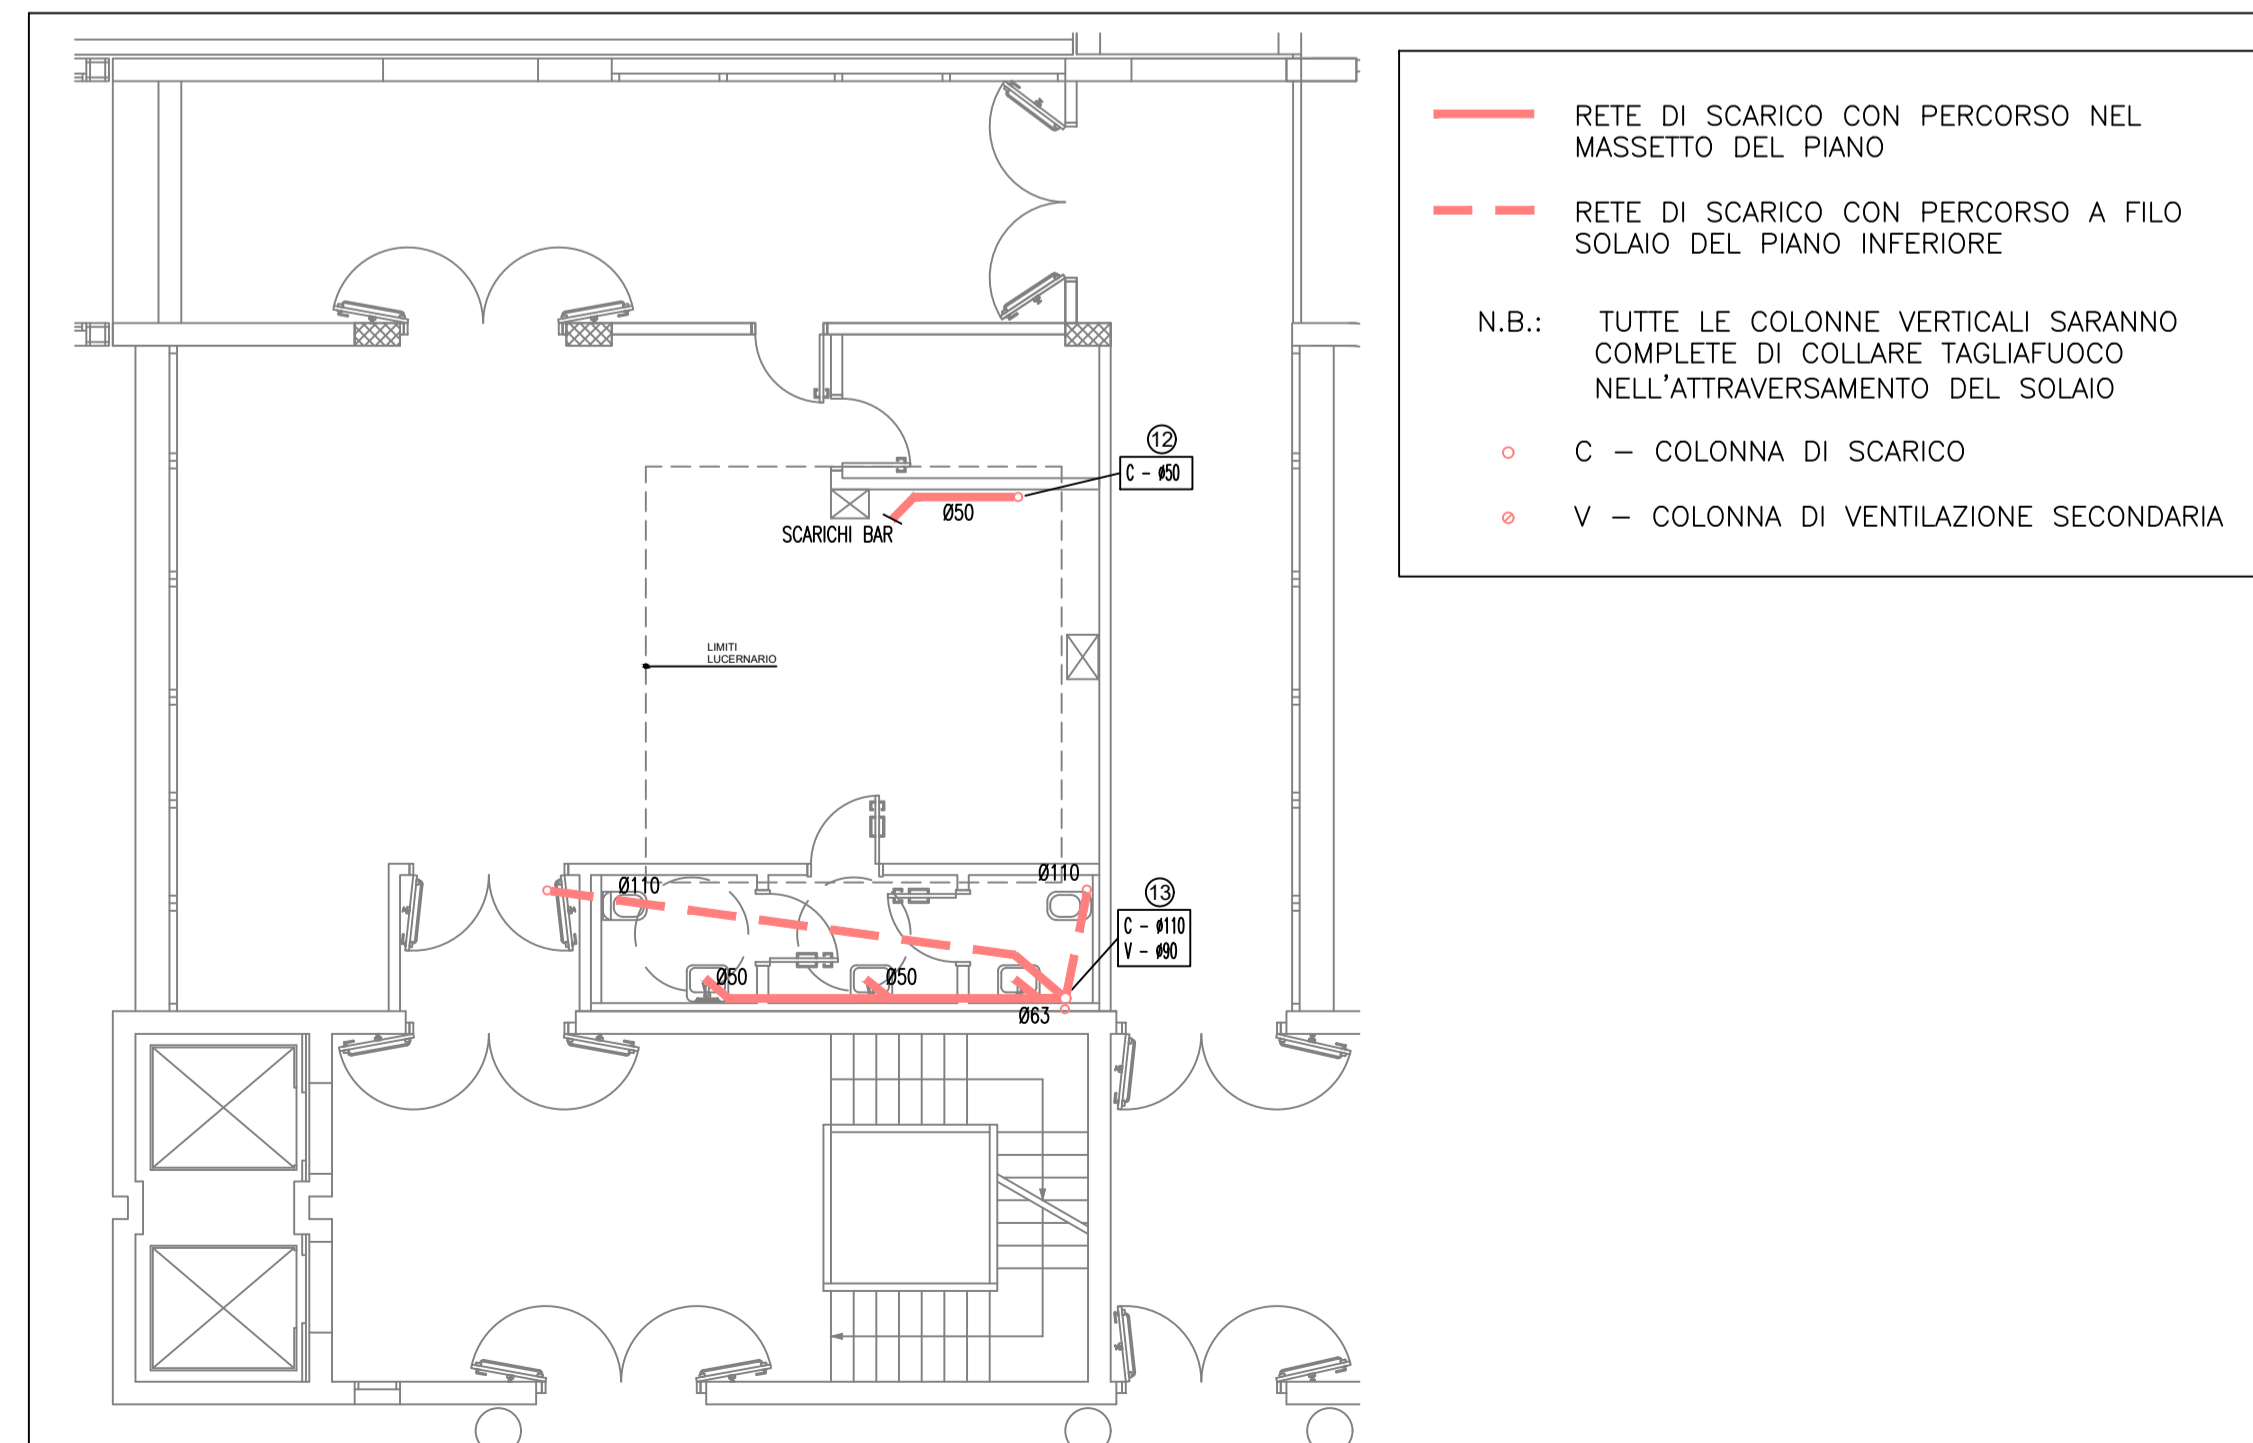 RETE DI SCARICO CON PERCORSO NEL
MASSETTO DEL PIANO
RETE DI SCARICO CON PERCORSO A FILO
SOLAIO DEL PIANO INFERIORE
N.B.: TUTTE LE COLONNE VERTICALI SARANNO
COMPLETE DI COLLARE TAGLIAFUOCO
NELL'ATTRAVERSAMENTO DEL SOLAIO
C – COLONNA DI SCARICO
V – COLONNA DI VENTILAZIONE SECONDARIA
12
C – Ø50
Ø50
SCARICHI BAR
LIMITI
LUCERNARIO
Ø110
Ø110
13
C – Ø110
V – Ø90
Ø50
Ø50
Ø63